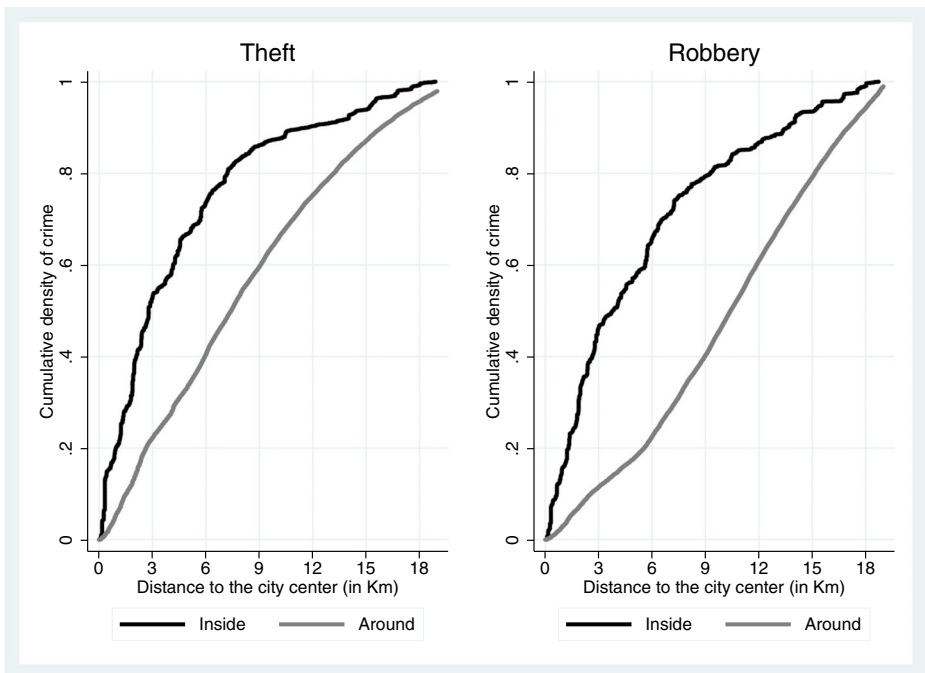 Theft
Cumulative density of crime
1
.8
.6
.4
.2
0
0 3 6 9 12 15 18
Distance to the city center (in Km)
Inside Around
Robbery
Cumulative density of crime
1
.8
.6
.4
.2
0
0 3 6 9 12 15 18
Distance to the city center (in Km)
Inside Around